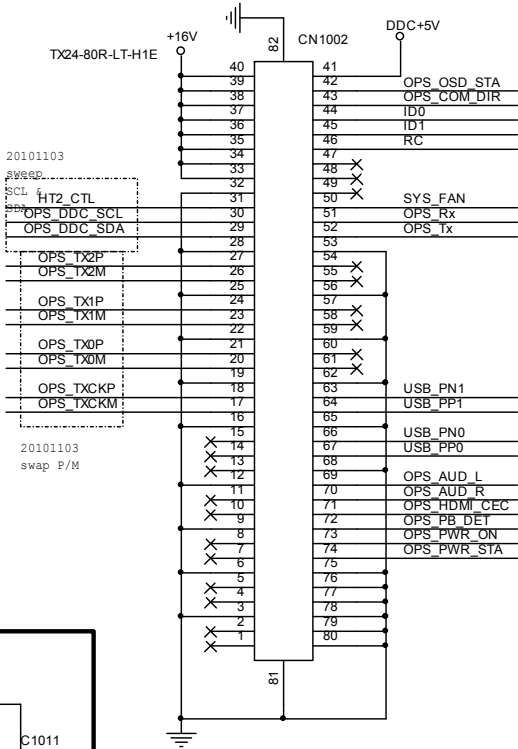 82
CN1002
+16V
DDC+5V
TX24-80R-LT-H1E
40 41
39 42 OPS_OSD_STA
38 43 OPS_COM_DIR
37 44 ID0
36 45 ID1
35 46 RC
34 47
33 48
32 49
HT2_CTL 31 50 SYS_FAN
OPS_DDC_SCL 30 51 OPS_Rx
OPS_DDC_SDA 29 52 OPS_Tx
28 53
OPS_TX2P 27 54
OPS_TX2M 26 55
25 56
OPS_TX1P 24 57
OPS_TX1M 23 58
22 59
OPS_TX0P 21 60
OPS_TX0M 20 61
19 62
OPS_TXCKP 18 63 USB_PN1
OPS_TXCKM 17 64 USB_PP1
16 65
15 66 USB_PN0
14 67 USB_PP0
13 68
12 69 OPS_AUD_L
11 70 OPS_AUD_R
10 71 OPS_HDMI_CEC
9 72 OPS_PB_DET
8 73 OPS_PWR_ON
7 74 OPS_PWR_STA
6 75
5 76
4 77
3 78
2 79
1 80
81
20101103
sweep
SCL &
SDA
20101103
swap P/M
C1011